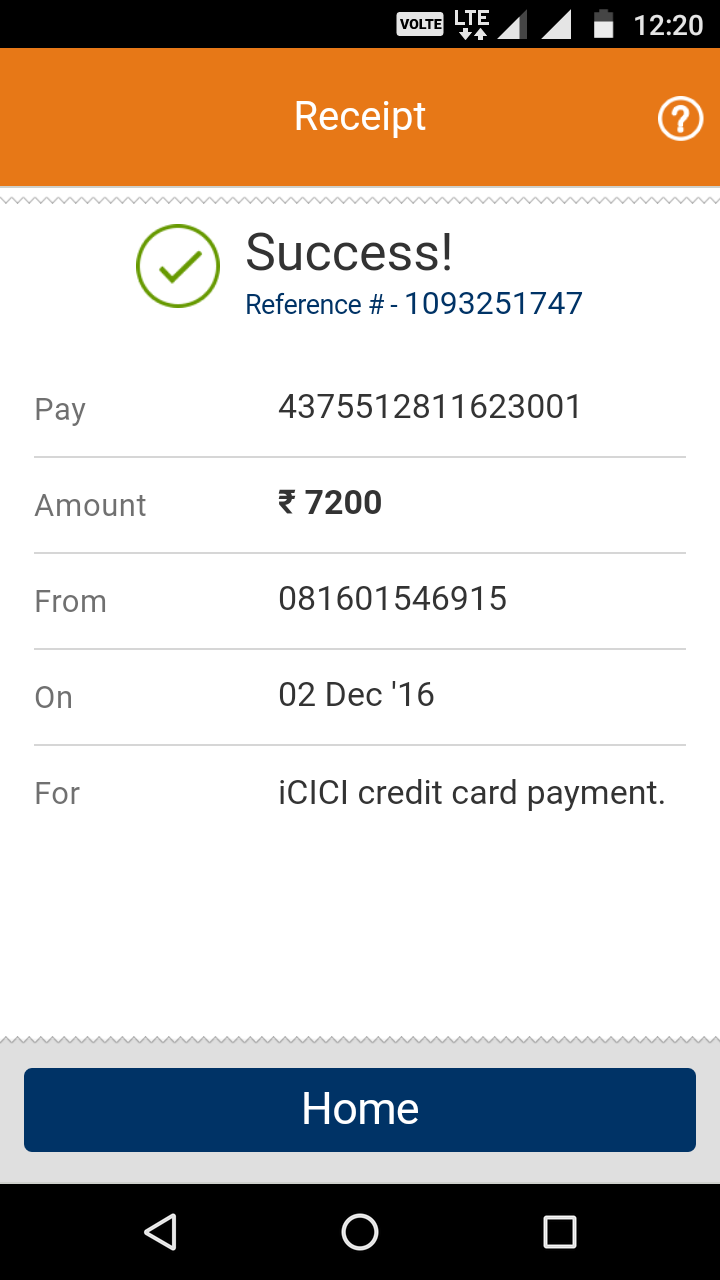 VOLTE LTE 12:20
Receipt ?
Success!
Reference # - 1093251747
Pay 4375512811623001
Amount ₹ 7200
From 081601546915
On 02 Dec '16
For iCICI credit card payment.
Home